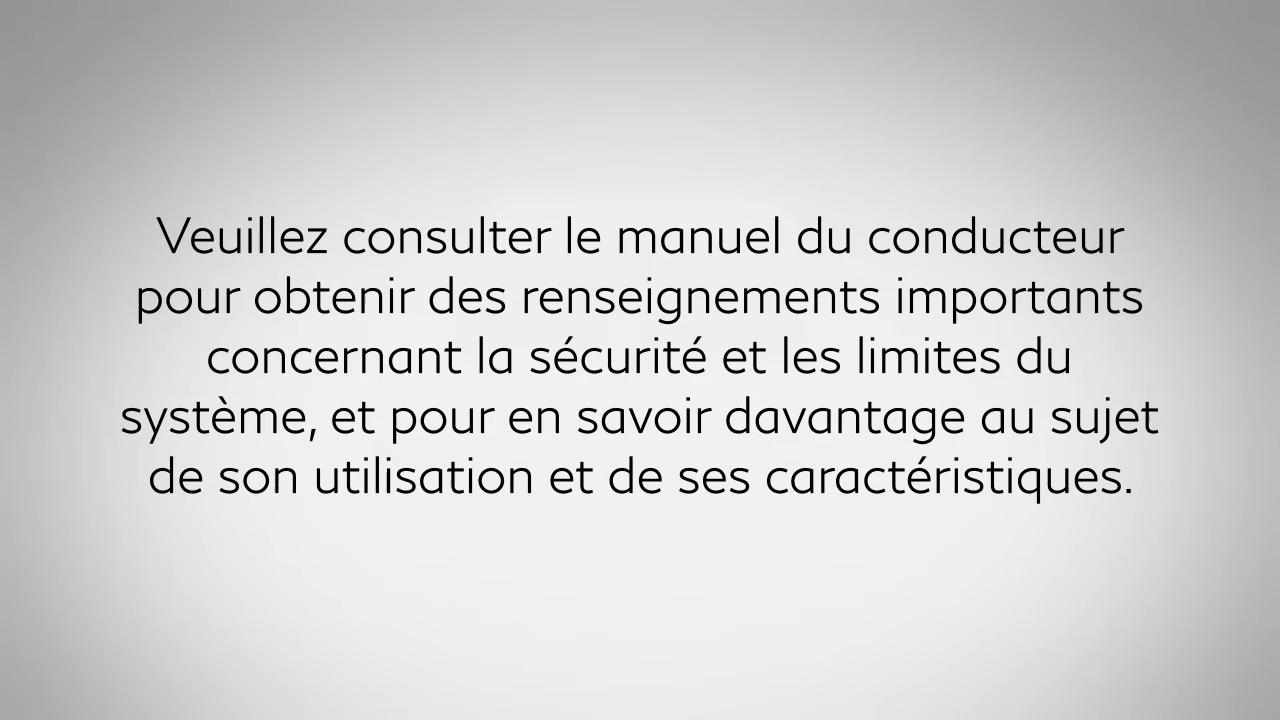 Veuillez consulter le manuel du conducteur
pour obtenir des renseignements importants
concernant la sécurité et les limites du
système, et pour en savoir davantage au sujet
de son utilisation et de ses caractéristiques.